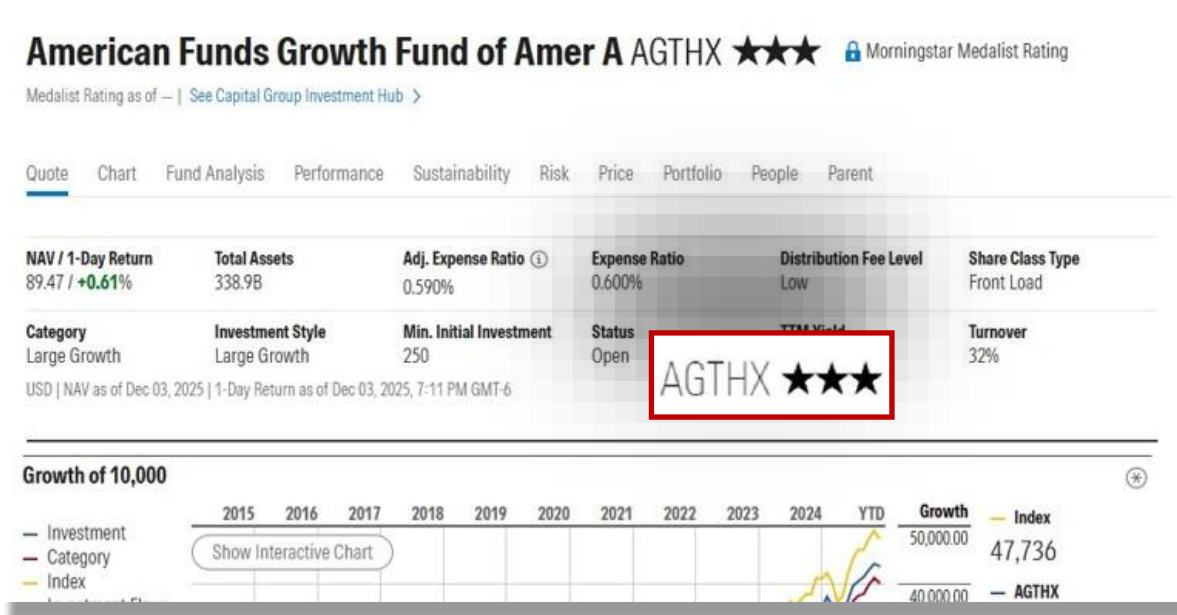 American Funds Growth Fund of Amer A AGTHX ★★★ Morningstar Medalist Rating
Medalist Rating as of — | See Capital Group Investment Hub >
Quote Chart Fund Analysis Performance Sustainability Risk Price Portfolio People Parent
NAV / 1-Day Return Total Assets Adj. Expense Ratio Expense Ratio Distribution Fee Level Share Class Type
89.47 / +0.61% 338.9B 0.590% 0.600% Low Front Load
Category Investment Style Min. Initial Investment Status TTM Yield Turnover
Large Growth Large Growth 250 Open 32%
AGTHX ★★★
USD | NAV as of Dec 03, 2025 | 1-Day Return as of Dec 03, 2025, 7:11 PM GMT-6
Growth of 10,000
2015 2016 2017 2018 2019 2020 2021 2022 2023 2024 YTD Growth
Investment
Category
Index
Show Interactive Chart
50,000.00
40,000.00
Index
47,736
AGTHX